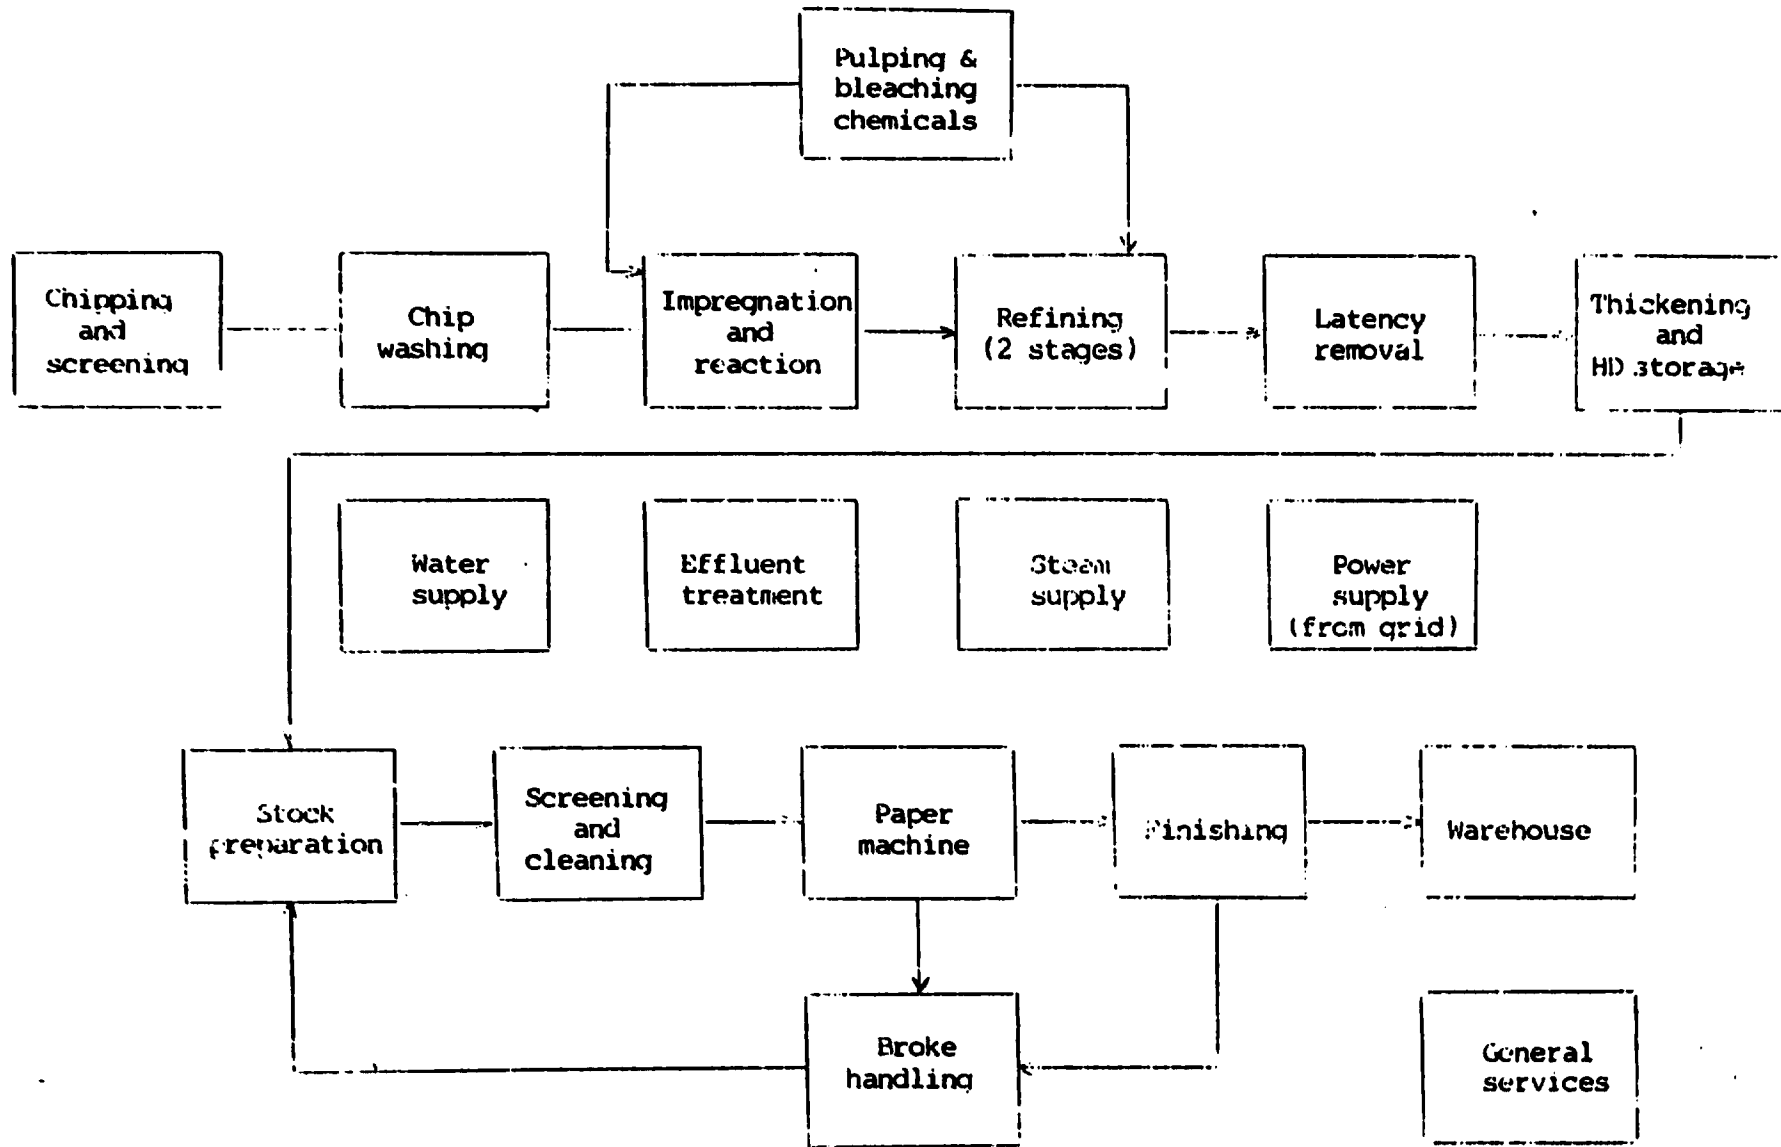 Pulping &
bleaching
chemicals
Chipping
and
screening
Chip
washing
Impregnation
and
reaction
Refining
(2 stages)
Latency
removal
Thickening
and
HD storage
Water
supply
Effluent
treatment
Steam
supply
Power
supply
(from grid)
Stock
preparation
Screening
and
cleaning
Paper
machine
Finishing
Warehouse
Broke
handling
General
services